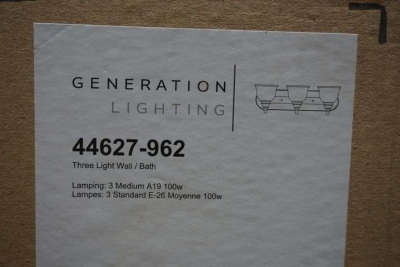 GENERATION
LIGHTING
44627-962
Three Light Wall / Bath
Lamping: 3 Medium A19 100w
Lampes: 3 Standard E-26 Moyenne 100w